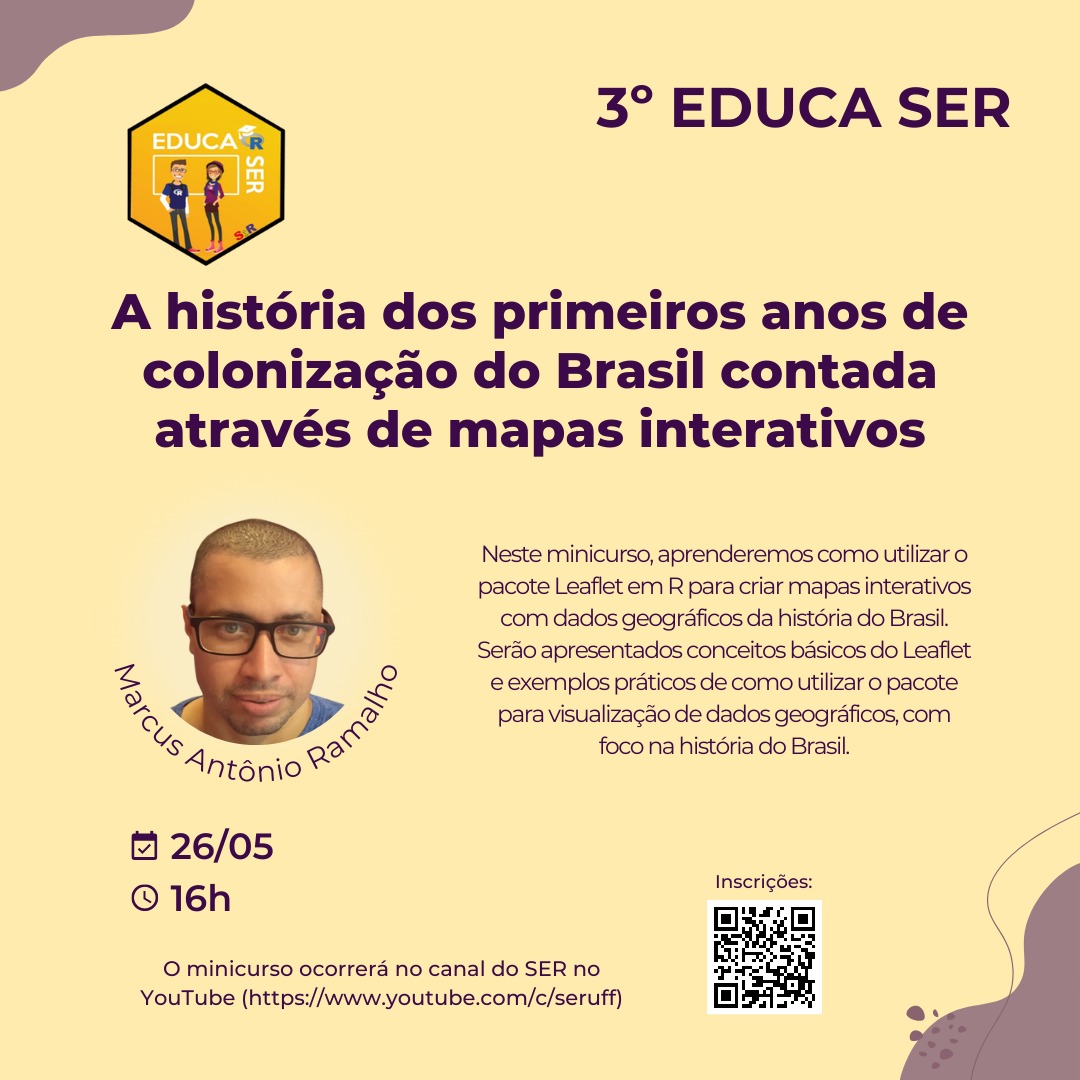 3º EDUCA SER
EDUCA R
SER
R
SER
A história dos primeiros anos de
colonização do Brasil contada
através de mapas interativos
Neste minicurso, aprenderemos como utilizar o
pacote Leaflet em R para criar mapas interativos
com dados geográficos da história do Brasil.
Serão apresentados conceitos básicos do Leaflet
e exemplos práticos de como utilizar o pacote
para visualização de dados geográficos, com
foco na história do Brasil.
Marcus Antônio Ramalho
26/05
16h
Inscrições:
O minicurso ocorrerá no canal do SER no
YouTube (https://www.youtube.com/c/seruff)